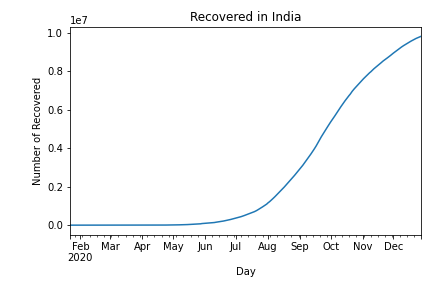 Recovered in India
1e7
1.0
0.8
0.6
0.4
0.2
0.0
Number of Recovered
Feb Mar Apr May Jun Jul Aug Sep Oct Nov Dec
2020
Day